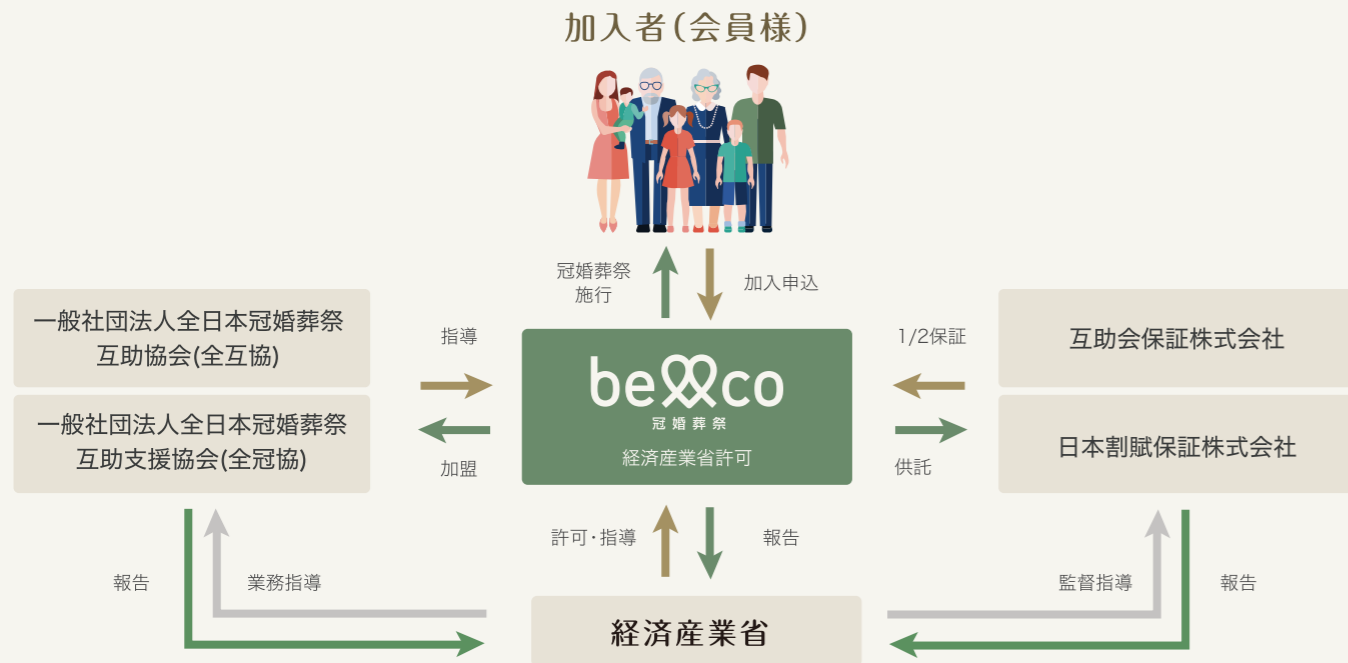 加入者(会員様)
冠婚葬祭
施行
加入申込
一般社団法人全日本冠婚葬祭
互助協会(全互協)
一般社団法人全日本冠婚葬祭
互助支援協会(全冠協)
指導
加盟
bellco
冠婚葬祭
経済産業省許可
1/2保証
供託
互助会保証株式会社
日本割賦保証株式会社
許可・指導
報告
報告
業務指導
監督指導
報告
経済産業省